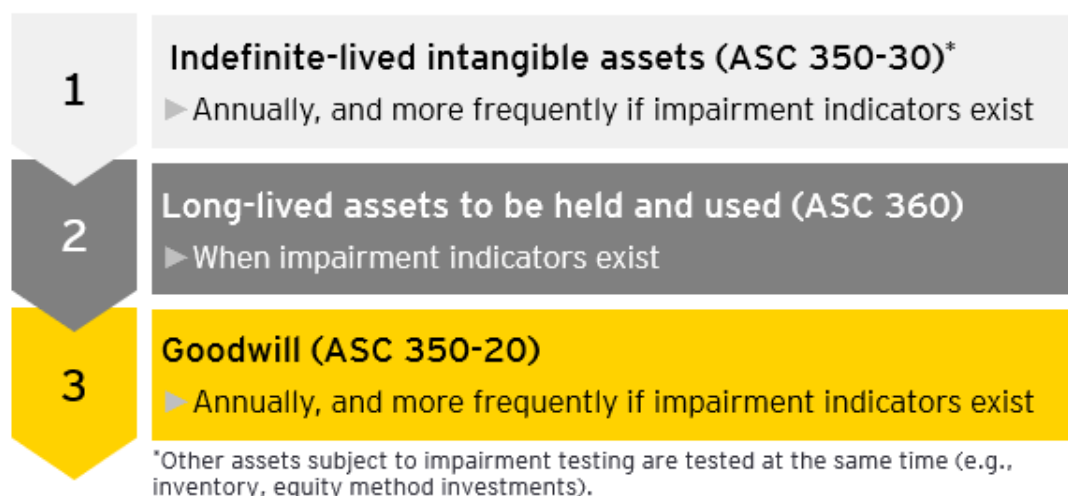 1
Indefinite-lived intangible assets (ASC 350-30)*
►Annually, and more frequently if impairment indicators exist
2
Long-lived assets to be held and used (ASC 360)
►When impairment indicators exist
3
Goodwill (ASC 350-20)
►Annually, and more frequently if impairment indicators exist
*Other assets subject to impairment testing are tested at the same time (e.g.,
inventory, equity method investments).